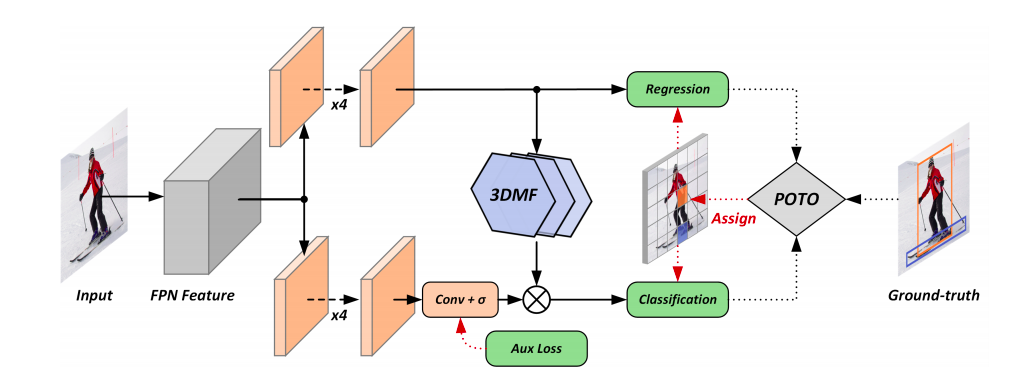 x4
Regression
3DMF
POTO
Assign
Input
FPN Feature
x4
Conv + σ
Classification
Ground-truth
Aux Loss